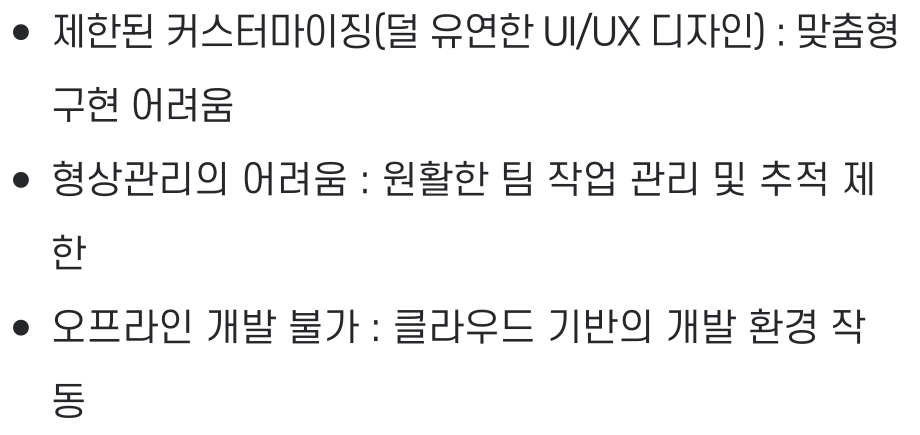 • 제한된 커스터마이징(덜 유연한 UI/UX 디자인) : 맞춤형
구현 어려움
• 형상관리의 어려움 : 원활한 팀 작업 관리 및 추적 제
한
• 오프라인 개발 불가 : 클라우드 기반의 개발 환경 작
동